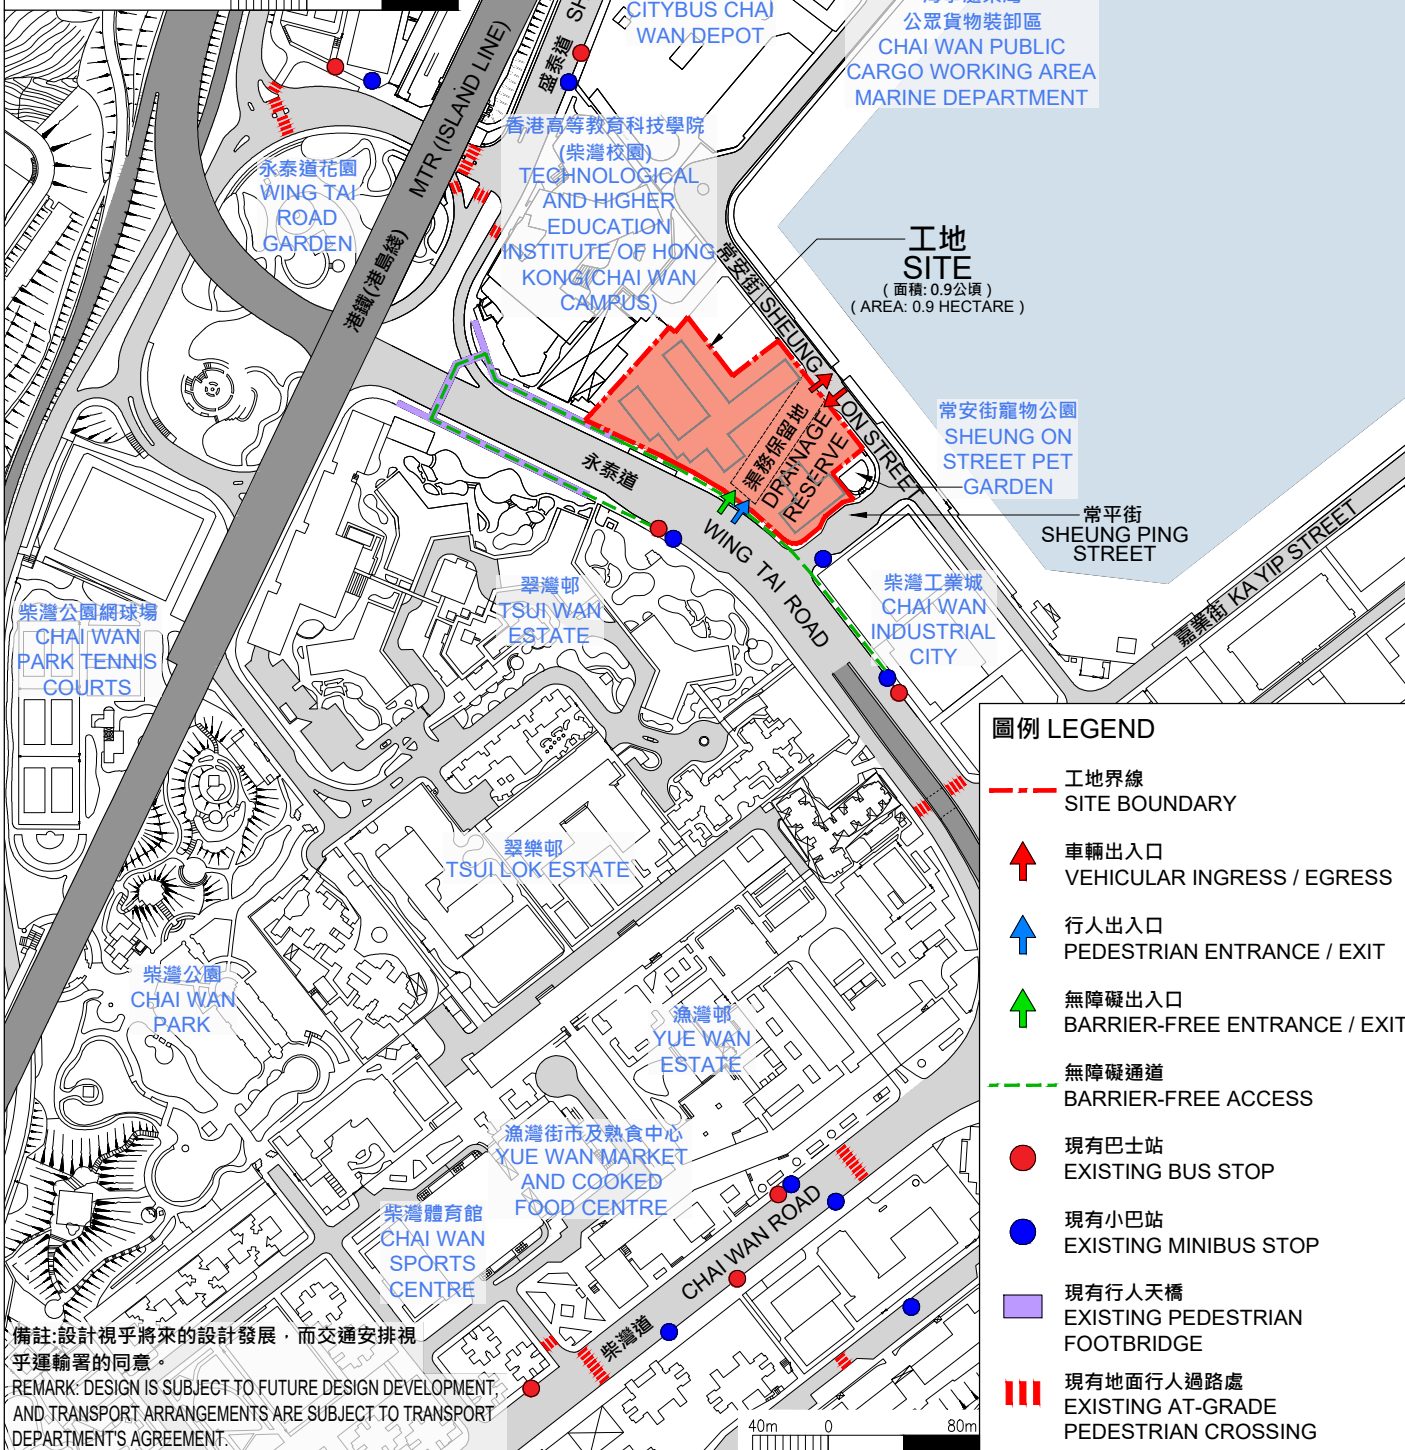 CITYBUS CHAI
WAN DEPOT
公眾貨物裝卸區
CHAI WAN PUBLIC
CARGO WORKING AREA
MARINE DEPARTMENT
盛泰道 SH
MTR (ISLAND LINE)
港鐵(港島綫)
香港高等教育科技學院
(柴灣校園)
TECHNOLOGICAL
AND HIGHER
EDUCATION
INSTITUTE OF HONG
KONG(CHAI WAN
CAMPUS)
永泰道花園
WING TAI
ROAD
GARDEN
工地
SITE
( 面積: 0.9公頃 )
( AREA: 0.9 HECTARE )
常安街 SHEUNG ON STREET
渠務保留地
DRAINAGE
RESERVE
常安街寵物公園
SHEUNG ON
STREET PET
GARDEN
常平街
SHEUNG PING
STREET
永泰道
WING TAI ROAD
嘉業街 KA YIP STREET
翠灣邨
TSUI WAN
ESTATE
柴灣工業城
CHAI WAN
INDUSTRIAL
CITY
柴灣公園網球場
CHAI WAN
PARK TENNIS
COURTS
翠樂邨
TSUI LOK ESTATE
柴灣公園
CHAI WAN
PARK
漁灣邨
YUE WAN
ESTATE
漁灣街市及熟食中心
YUE WAN MARKET
AND COOKED
FOOD CENTRE
柴灣體育館
CHAI WAN
SPORTS
CENTRE
柴灣道 CHAI WAN ROAD
備註:設計視乎將來的設計發展，而交通安排視
乎運輸署的同意。
REMARK: DESIGN IS SUBJECT TO FUTURE DESIGN DEVELOPMENT,
AND TRANSPORT ARRANGEMENTS ARE SUBJECT TO TRANSPORT
DEPARTMENT'S AGREEMENT.
40m 0 80m
圖例 LEGEND
工地界線
SITE BOUNDARY
車輛出入口
VEHICULAR INGRESS / EGRESS
行人出入口
PEDESTRIAN ENTRANCE / EXIT
無障礙出入口
BARRIER-FREE ENTRANCE / EXIT
無障礙通道
BARRIER-FREE ACCESS
現有巴士站
EXISTING BUS STOP
現有小巴站
EXISTING MINIBUS STOP
現有行人天橋
EXISTING PEDESTRIAN
FOOTBRIDGE
現有地面行人過路處
EXISTING AT-GRADE
PEDESTRIAN CROSSING